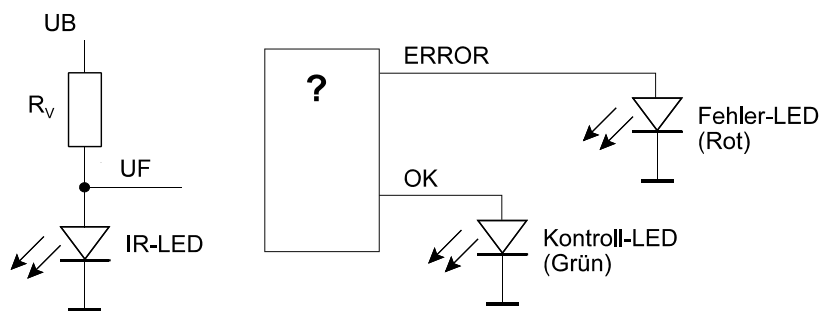 UB
RV
UF
IR-LED
?
ERROR
OK
Fehler-LED
(Rot)
Kontroll-LED
(Grün)